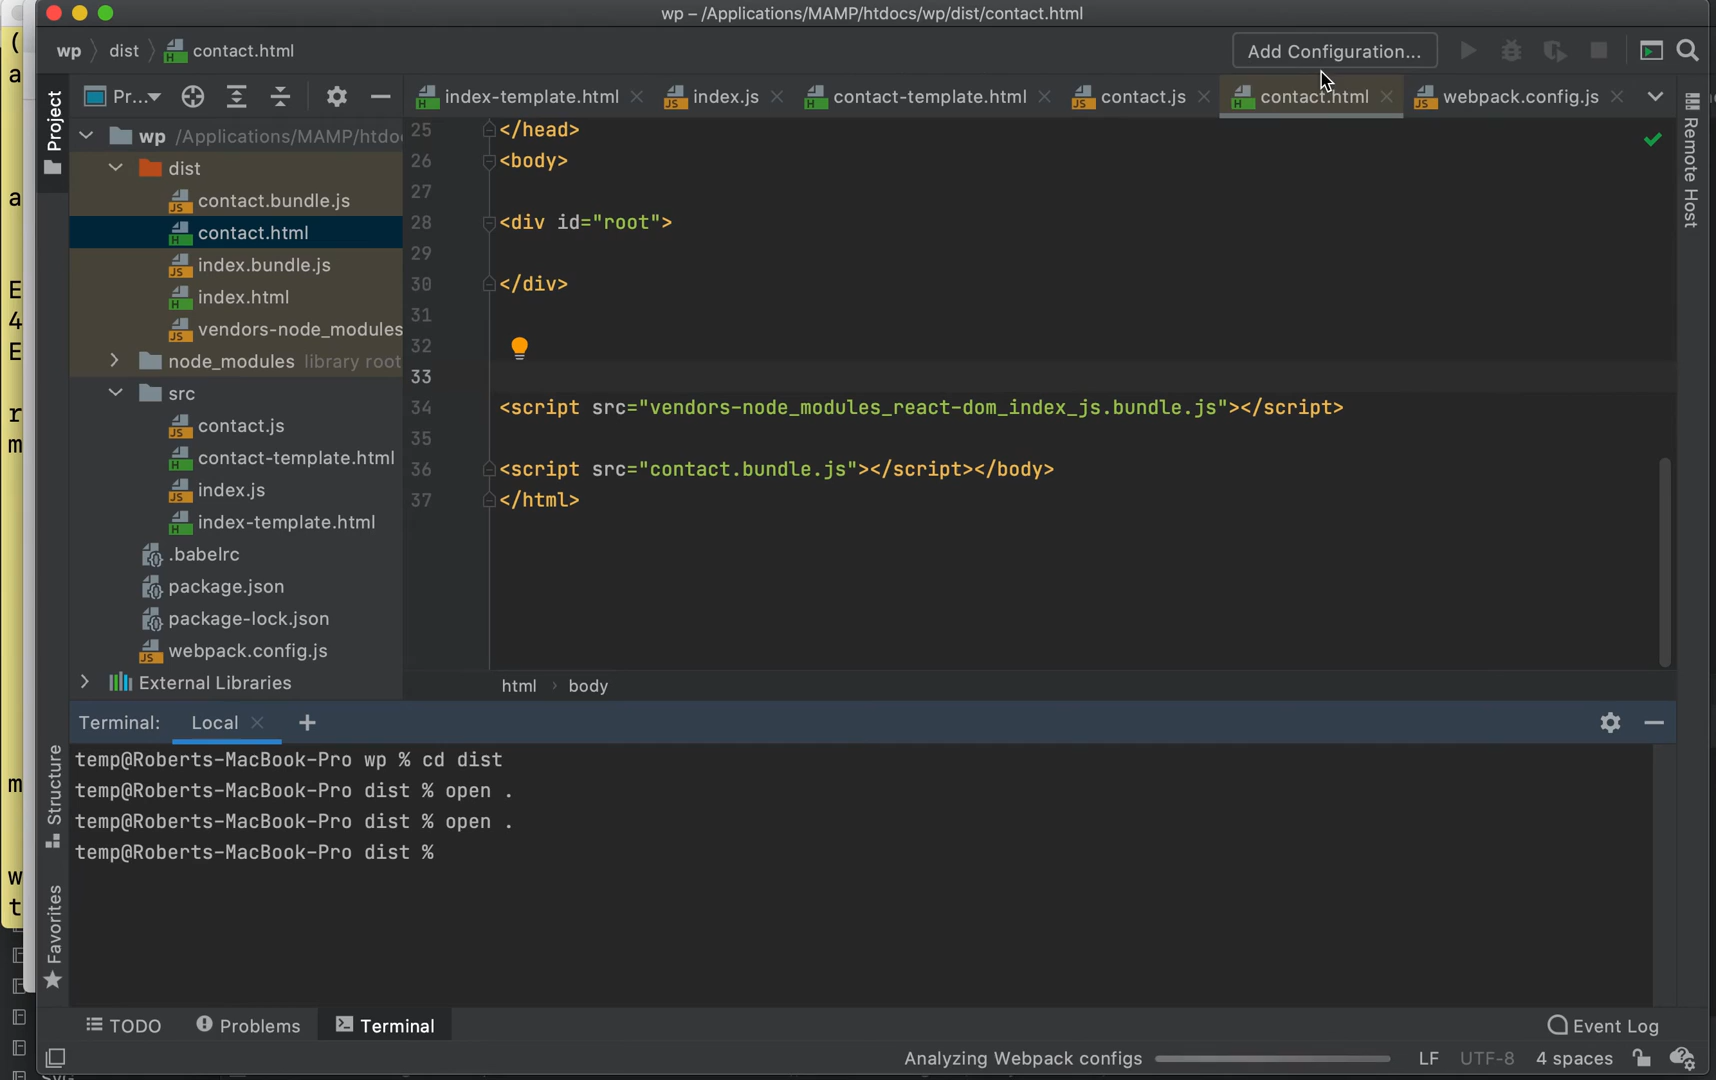 wp – /Applications/MAMP/htdocs/wp/dist/contact.html
wp
dist
contact.html
Add Configuration...
Project
Pr...
index-template.html
index.js
contact-template.html
contact.js
contact.html
webpack.config.js
Remote Host
wp /Applications/MAMP/htdoc
dist
contact.bundle.js
contact.html
index.bundle.js
index.html
vendors-node_modules
node_modules library root
src
contact.js
contact-template.html
index.js
index-template.html
.babelrc
package.json
package-lock.json
webpack.config.js
External Libraries
25 </head>
26 <body>
27
28 <div id="root">
29
30 </div>
31
32
33
34 <script src="vendors-node_modules_react-dom_index_js.bundle.js"></script>
35
36 <script src="contact.bundle.js"></script></body>
37 </html>
html
body
Terminal:
Local
temp@Roberts-MacBook-Pro wp % cd dist
temp@Roberts-MacBook-Pro dist % open .
temp@Roberts-MacBook-Pro dist % open .
temp@Roberts-MacBook-Pro dist %
Structure
Favorites
TODO
Problems
Terminal
Event Log
Analyzing Webpack configs
LF
UTF-8
4 spaces